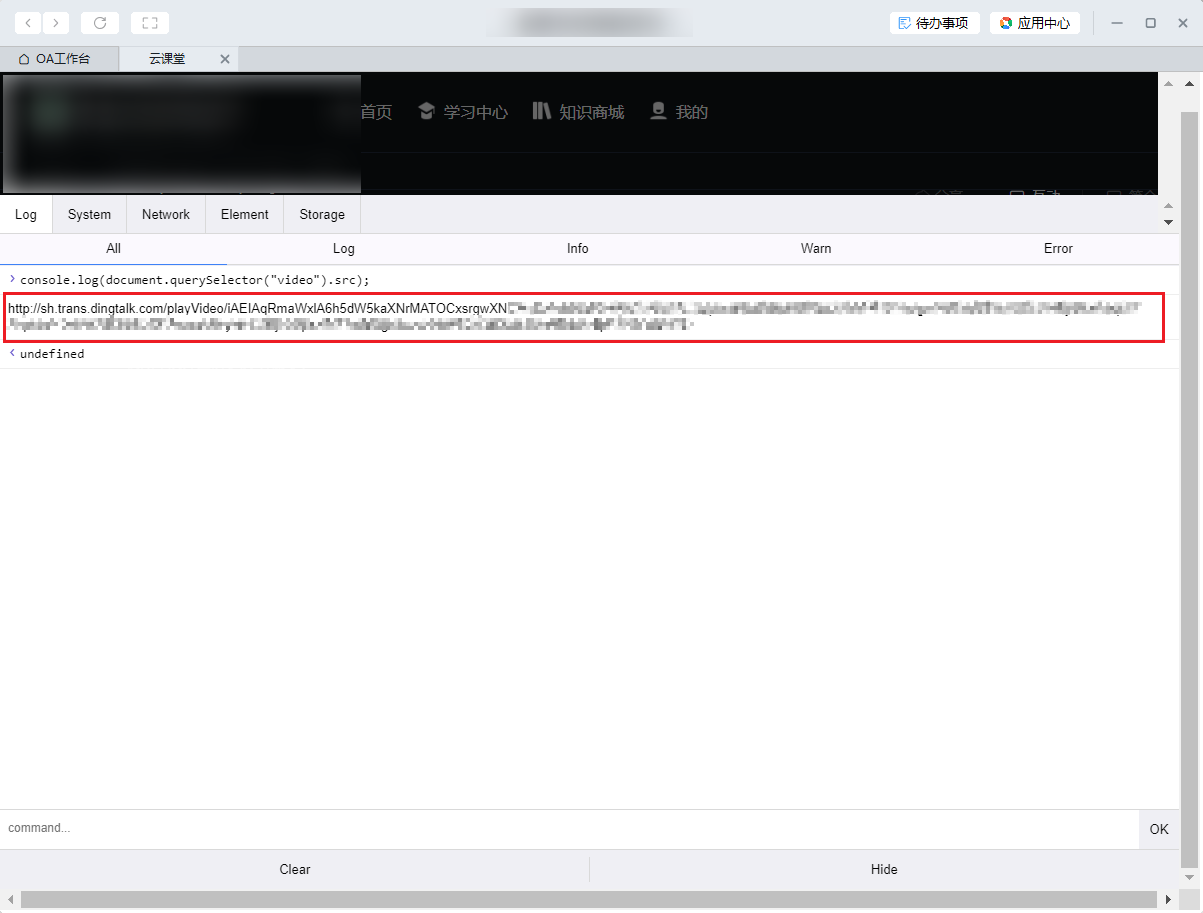 待办事项
应用中心
OA工作台
云课堂
首页
学习中心
知识商城
我的
互动
Log
System
Network
Element
Storage
All
Log
Info
Warn
Error
console.log(document.querySelector("video").src);
http://sh.trans.dingtalk.com/playVideo/iAEIAqRmaWxlA6h5dW5kaXNrMATOCxsrqwXN
undefined
command...
OK
Clear
Hide